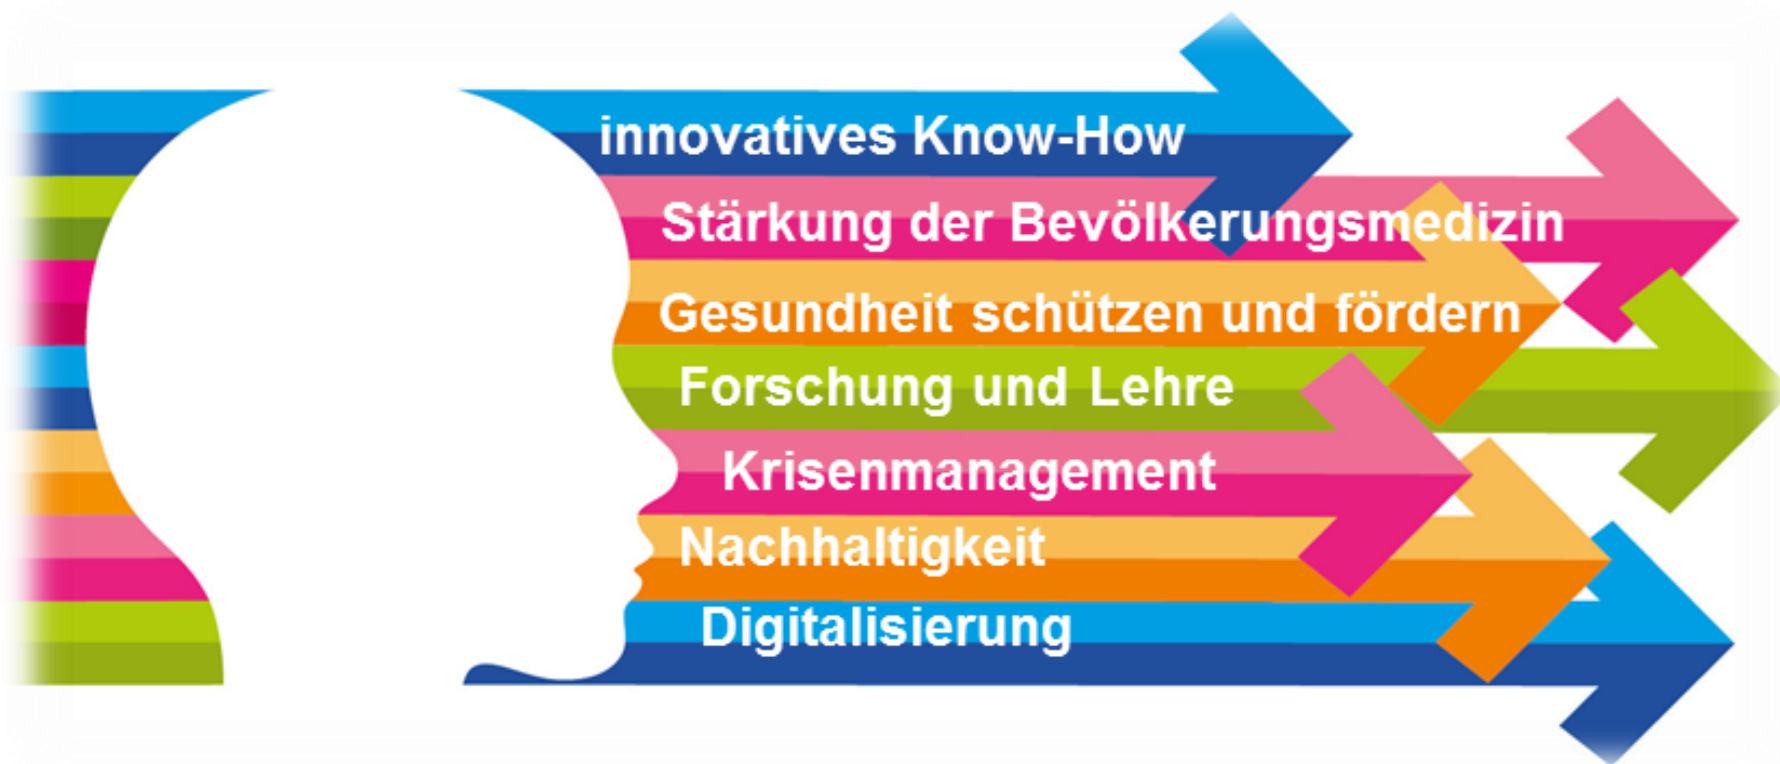 innovatives Know-How
Stärkung der Bevölkerungsmedizin
Gesundheit schützen und fördern
Forschung und Lehre
Krisenmanagement
Nachhaltigkeit
Digitalisierung